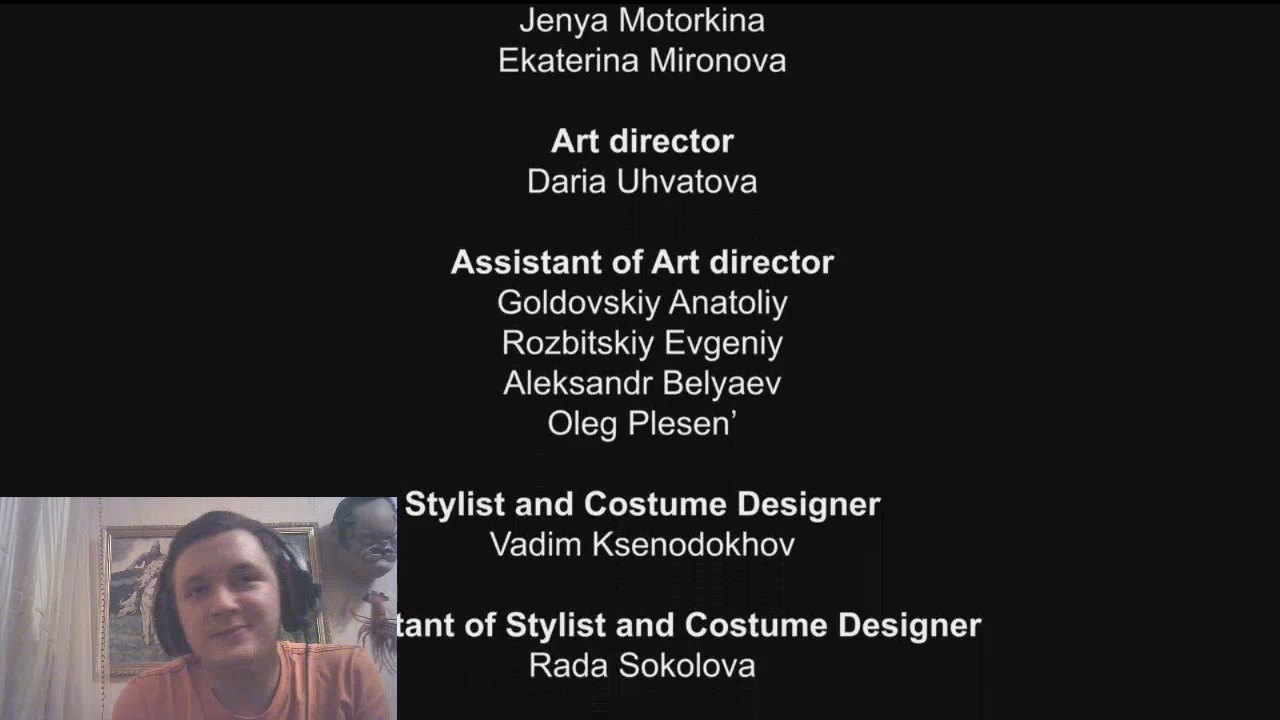 Jenya Motorkina
Ekaterina Mironova
Art director
Daria Uhvatova
Assistant of Art director
Goldovskiy Anatoliy
Rozbitskiy Evgeniy
Aleksandr Belyaev
Oleg Plesen’
Stylist and Costume Designer
Vadim Ksenodokhov
tant of Stylist and Costume Designer
Rada Sokolova